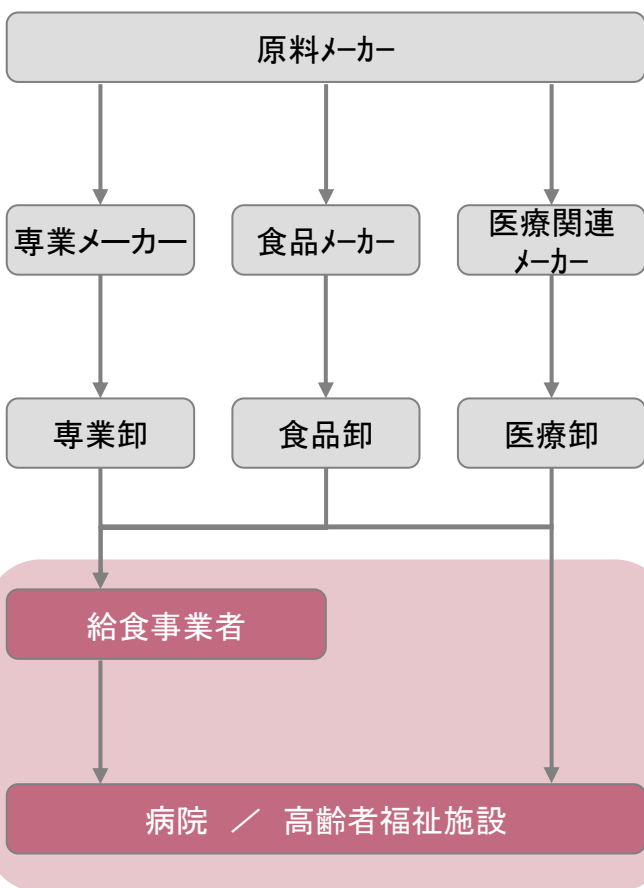 原料メーカー
専業メーカー
食品メーカー
医療関連
メーカー
専業卸
食品卸
医療卸
給食事業者
病院　／　高齢者福祉施設